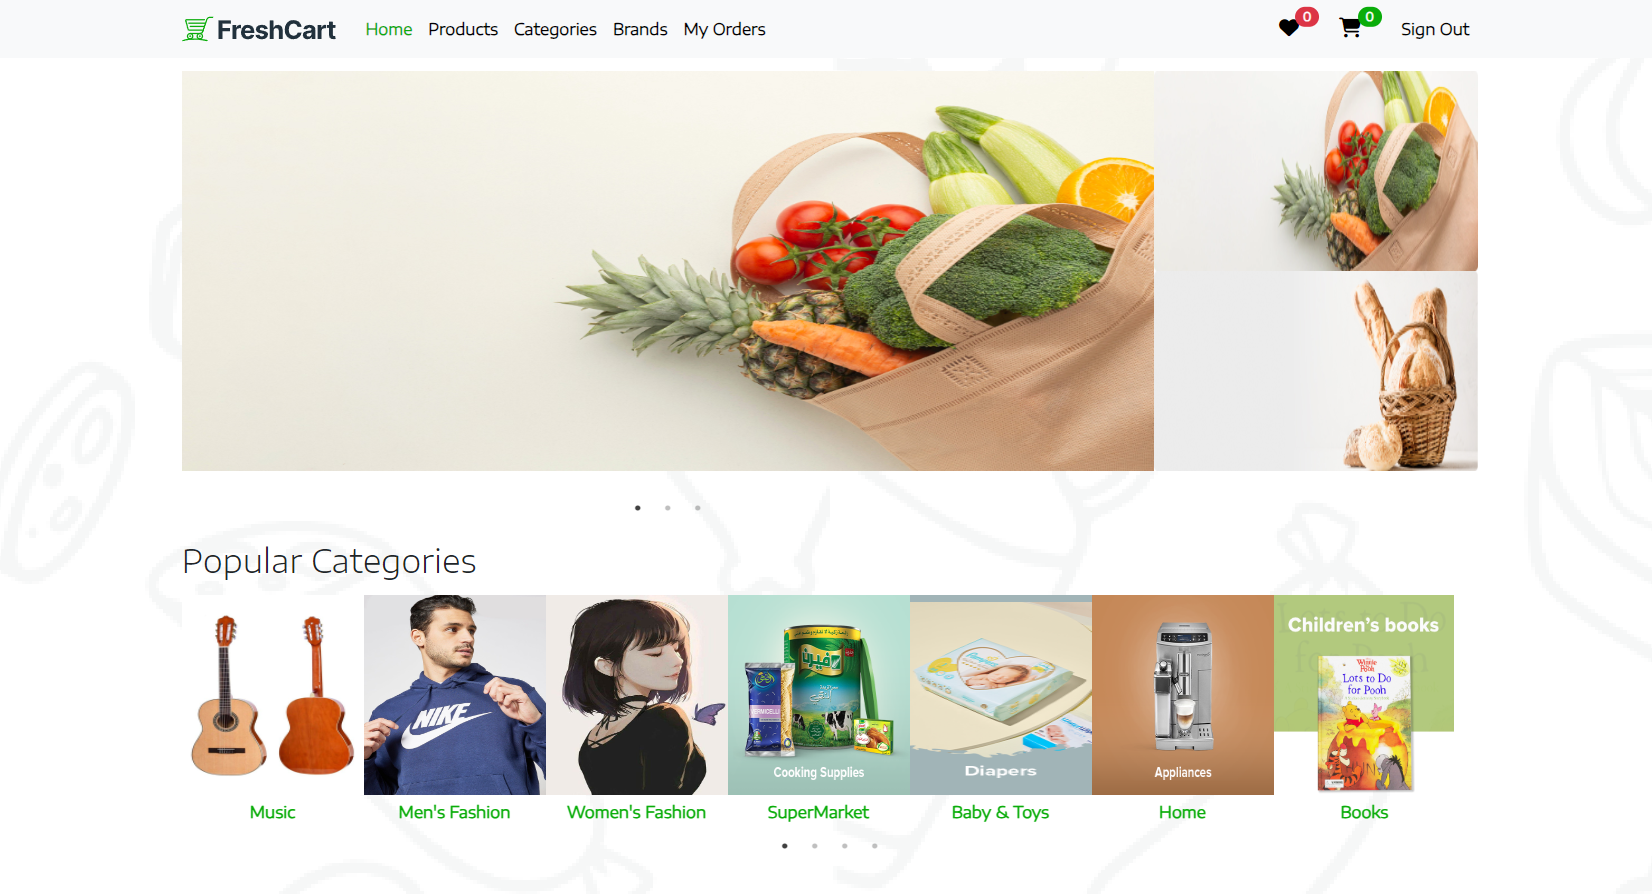 FreshCart
Home
Products
Categories
Brands
My Orders
0
0
Sign Out
Popular Categories
NIKE
VERMICELLI
Cooking Supplies
Diapers
Appliances
Children's books
Winnie
the Pooh
Lots to Do
for Pooh
Music
Men's Fashion
Women's Fashion
SuperMarket
Baby & Toys
Home
Books